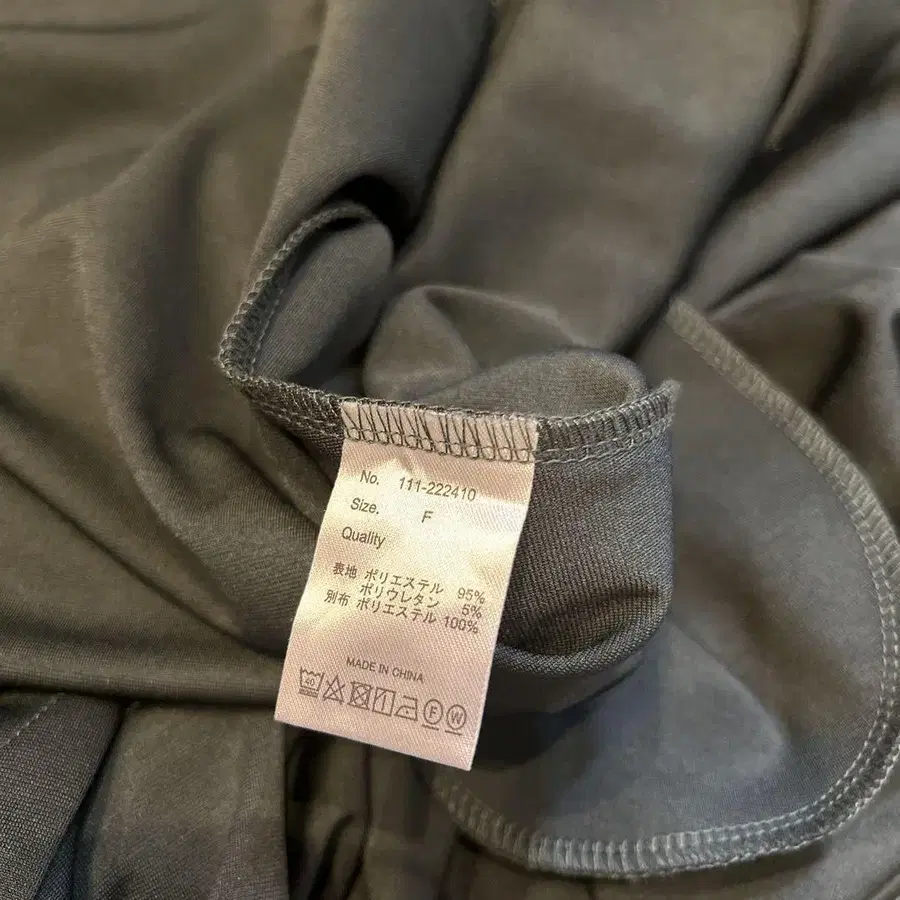 No. 111-222410
Size. F
Quality
表地 ポリエステル 95%
ポリウレタン 5%
別布 ポリエステル 100%
MADE IN CHINA
F W